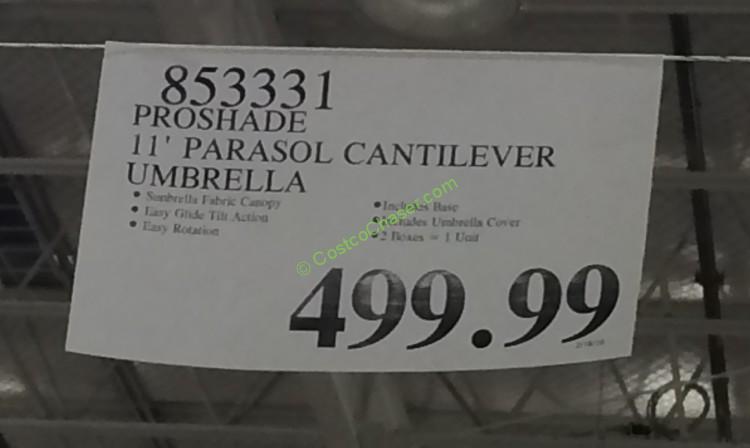 853331
PROSHADE
11' PARASOL CANTILEVER
UMBRELLA
• Sunbrella Fabric Canopy
• Easy Glide Tilt Action
• Easy Rotation
• Includes Base
• Includes Umbrella Cover
• 2 Boxes = 1 Unit
© CostcoChaser.com
499.99